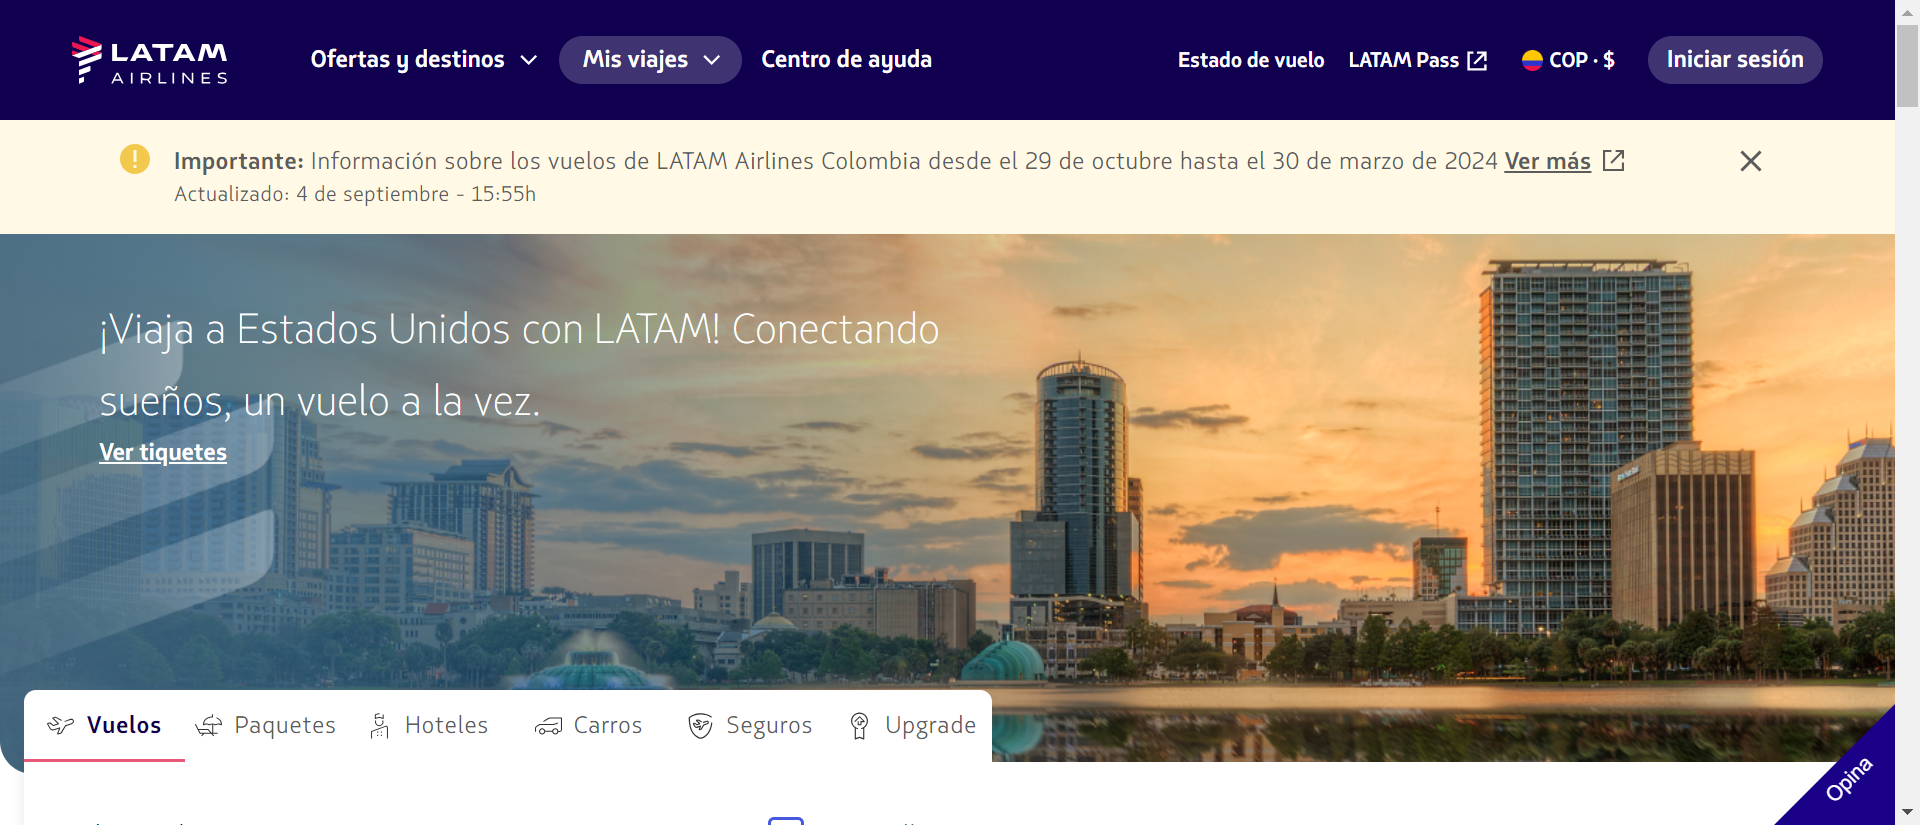 LATAM
AIRLINES
Ofertas y destinos
Mis viajes
Centro de ayuda
Estado de vuelo
LATAM Pass
COP · $
Iniciar sesión
Importante: Información sobre los vuelos de LATAM Airlines Colombia desde el 29 de octubre hasta el 30 de marzo de 2024 Ver más
Actualizado: 4 de septiembre - 15:55h
¡Viaja a Estados Unidos con LATAM! Conectando
sueños, un vuelo a la vez.
Ver tiquetes
Vuelos
Paquetes
Hoteles
Carros
Seguros
Upgrade
Opina